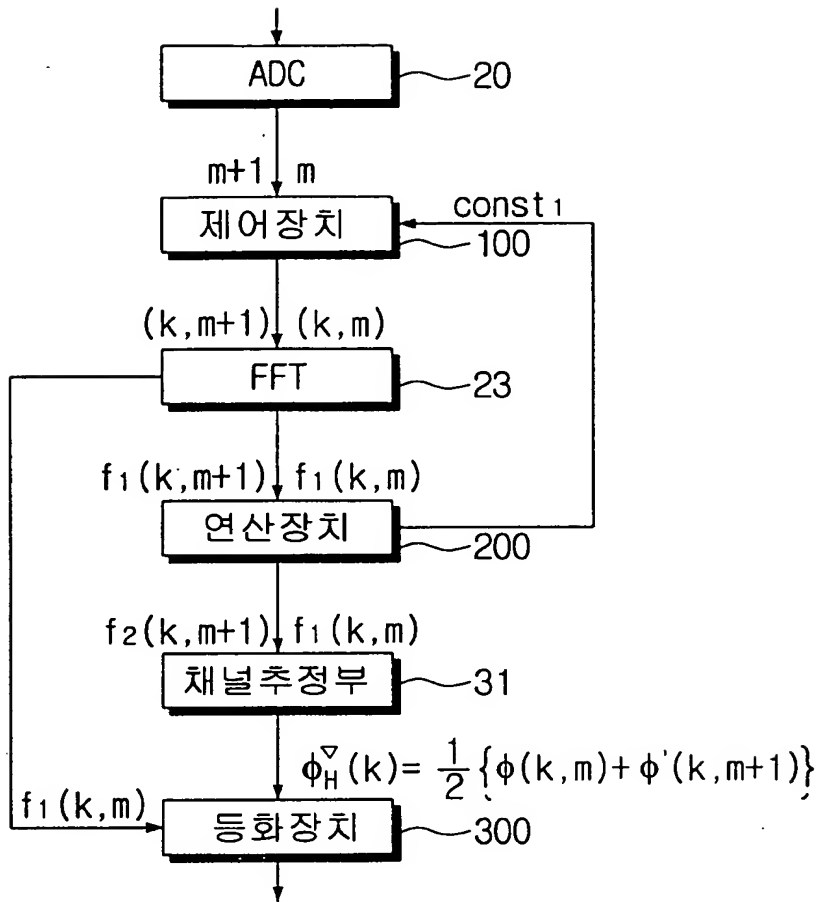 ADC
20
m+1 m
const₁
제어장치
100
(k,m+1) (k,m)
FFT
23
f₁(k,m+1) f₁(k,m)
연산장치
200
f₂(k,m+1) f₁(k,m)
채널추정부
31
ϕ_H^▽(k)= 1/2 {ϕ(k,m)+ ϕ'(k,m+1)}
f₁(k,m)
등화장치
300